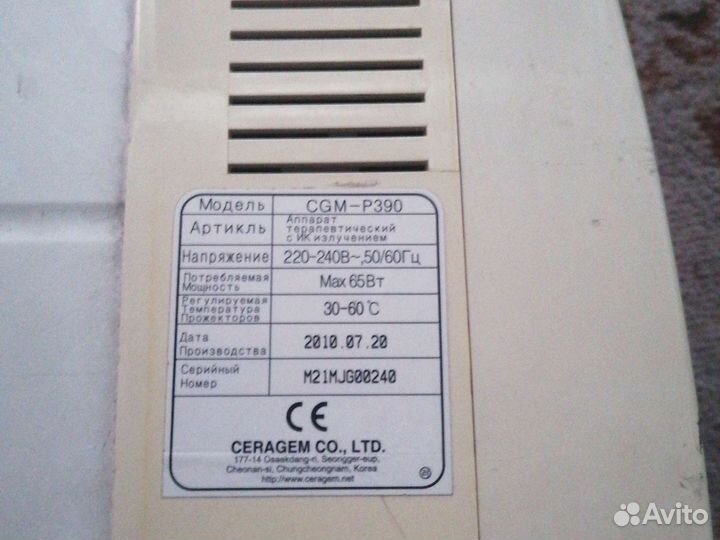 Модель CGM-P390
Артикль Аппарат терапевтический с ИК излучением
Напряжение 220-240В~,50/60Гц
Потребляемая Мощность Max 65Вт
Регулируемая Температура Прожекторов 30-60℃
Дата Производства 2010.07.20
Серийный Номер M21MJG00240
CE
CERAGEM CO., LTD.
177-14 Osaekdang-ri, Seongger-eup,
Cheonan-si, Chungcheongnam, Korea
http://www.ceragem.net
Avito